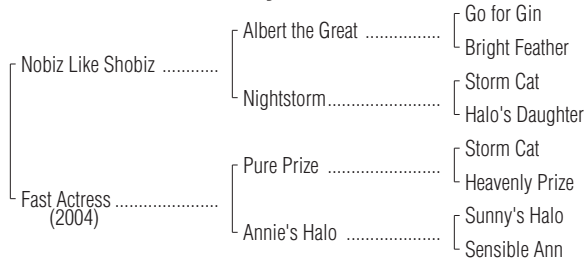 Go for Gin
Albert the Great ................
Bright Feather
Nobiz Like Shobiz ............
Storm Cat
Nightstorm.......................
Halo's Daughter
Storm Cat
Pure Prize .....................
Heavenly Prize
Fast Actress ......................
(2004)
Sunny's Halo
Annie's Halo ....................
Sensible Ann